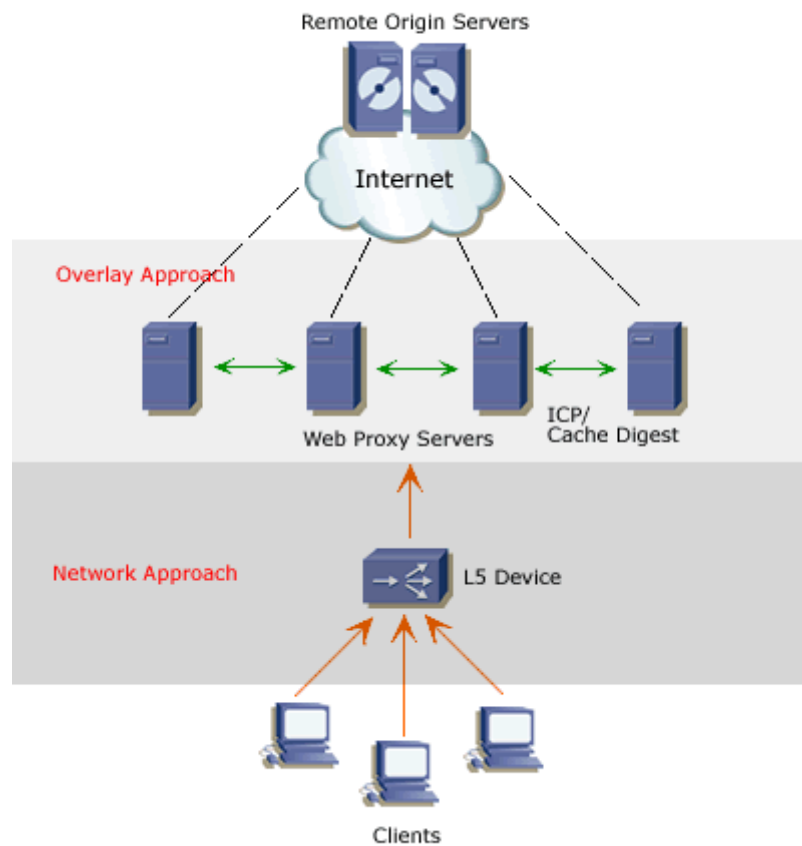 Remote Origin Servers
Internet
Overlay Approach
Web Proxy Servers
ICP/
Cache Digest
Network Approach
L5 Device
Clients